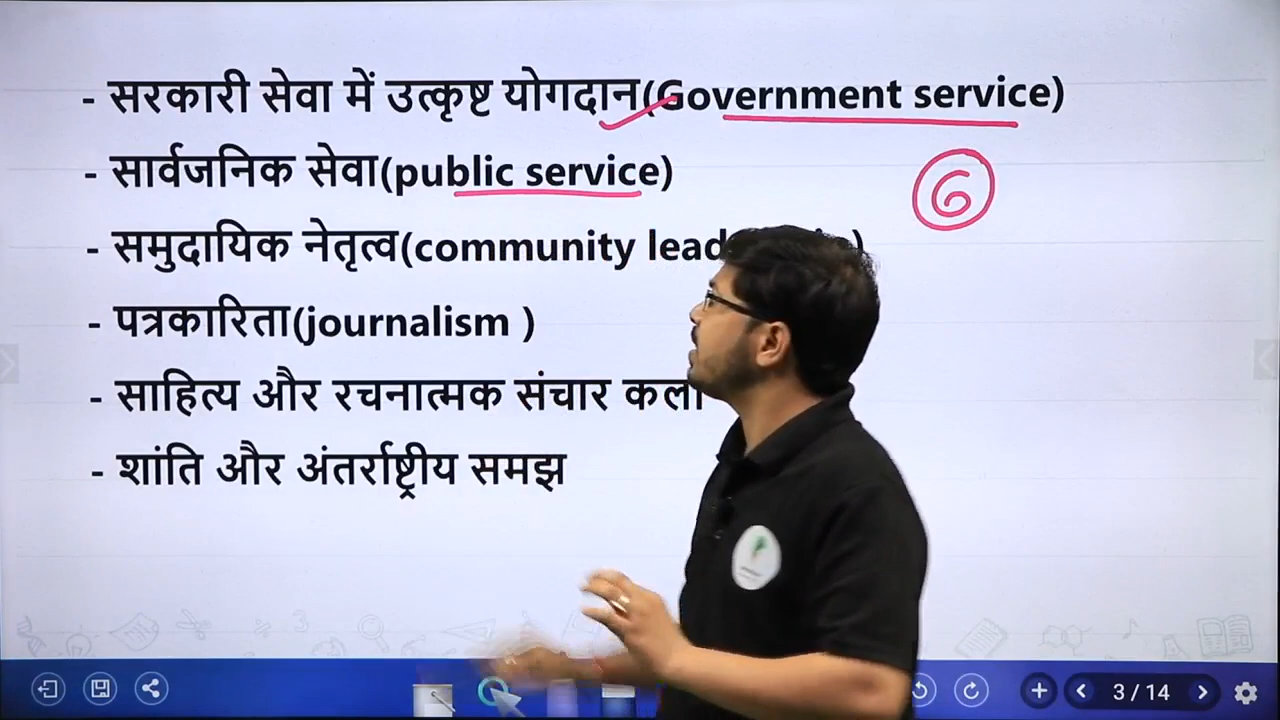 - सरकारी सेवा में उत्कृष्ट योगदान(Government service)
- सार्वजनिक सेवा(public service)
6
- समुदायिक नेतृत्व(community
- पत्रकारिता(journalism )
- साहित्य और रचनात्मक संचार कला
- शांति और अंतर्राष्ट्रीय समझ
3 / 14